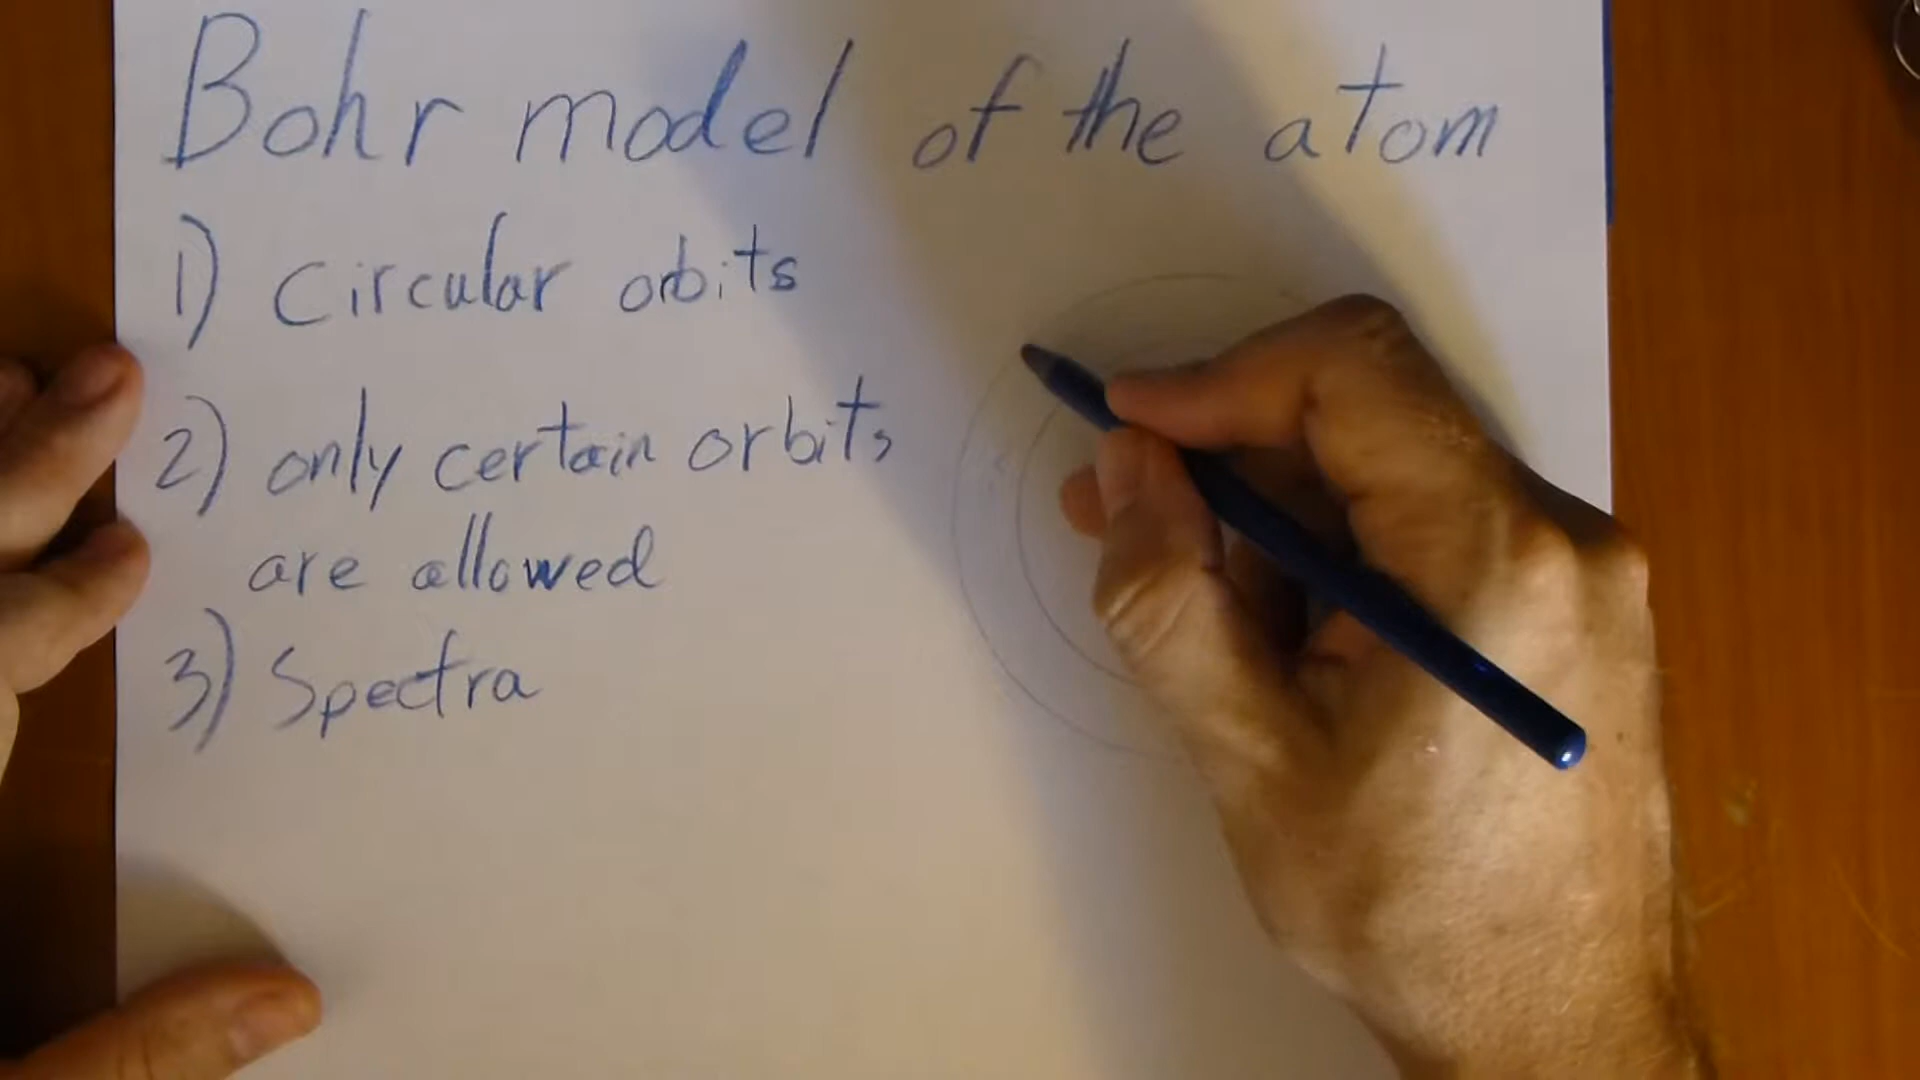 Bohr model of the atom
1) circular orbits
2) only certain orbits
are allowed
3) Spectra